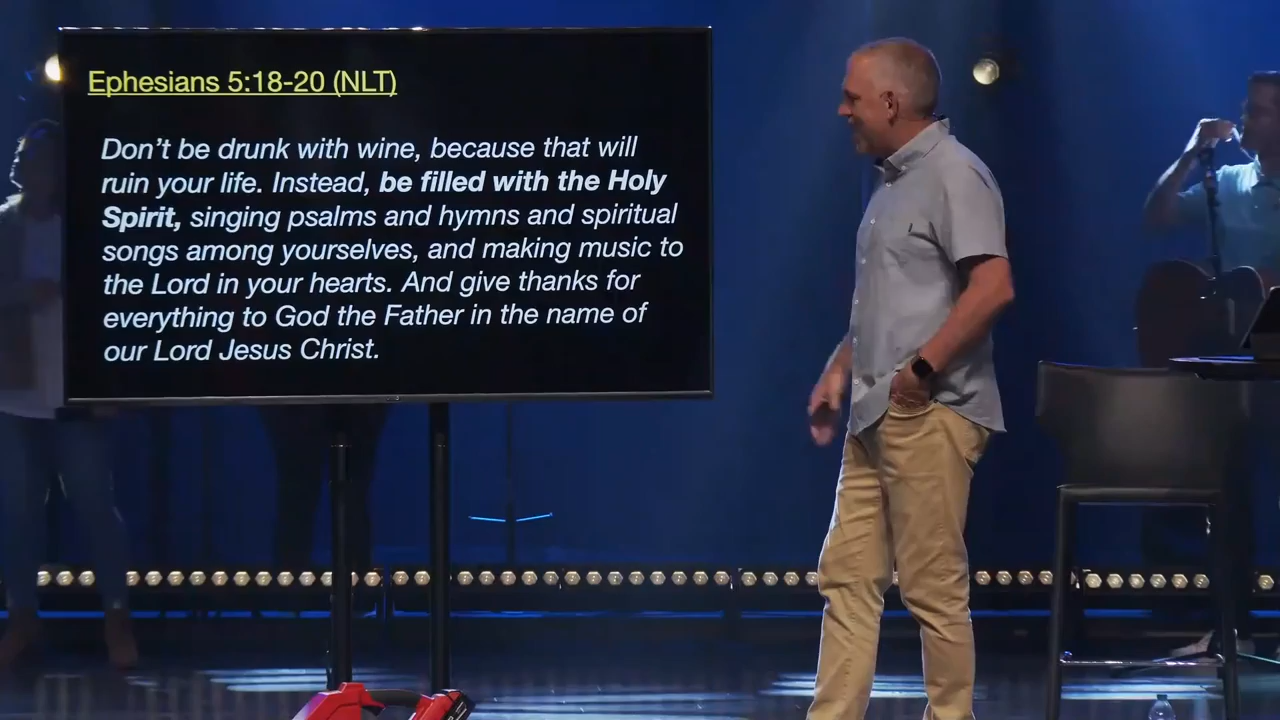 Ephesians 5:18-20 (NLT)
Don’t be drunk with wine, because that will
ruin your life. Instead, be filled with the Holy
Spirit, singing psalms and hymns and spiritual
songs among yourselves, and making music to
the Lord in your hearts. And give thanks for
everything to God the Father in the name of
our Lord Jesus Christ.